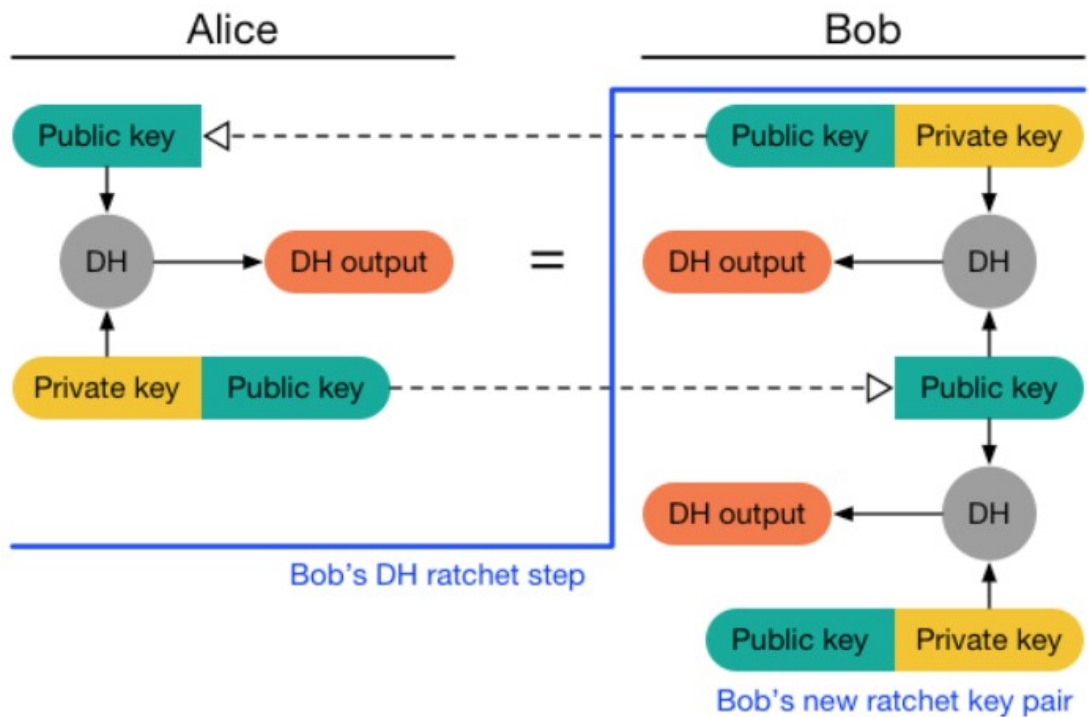 Alice
Bob
Public key
Public key
Private key
DH
DH output
=
DH output
DH
Private key
Public key
Public key
DH output
DH
Bob's DH ratchet step
Public key
Private key
Bob's new ratchet key pair